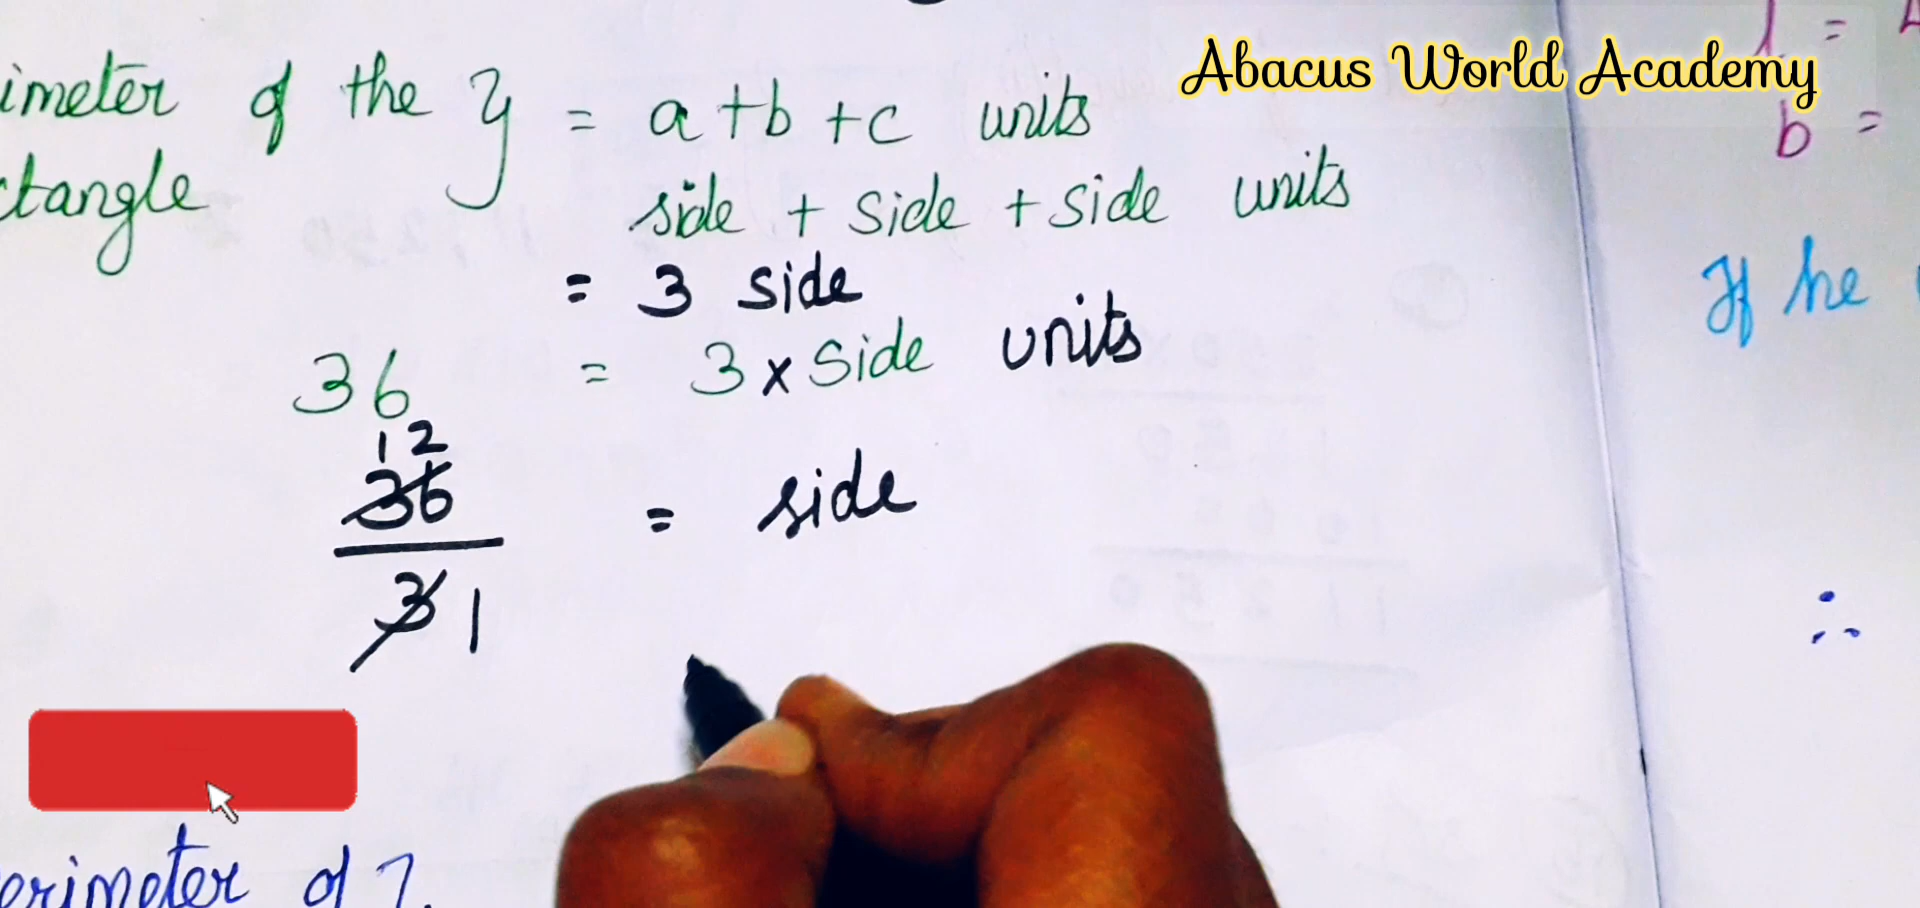 Abacus World Academy
imeter of the } = a + b + c units
ctangle
side + side + side units
= 3 side
36 = 3 x side units
12
36 = side
3 1
erimeter of
l =
b =
If he
∴